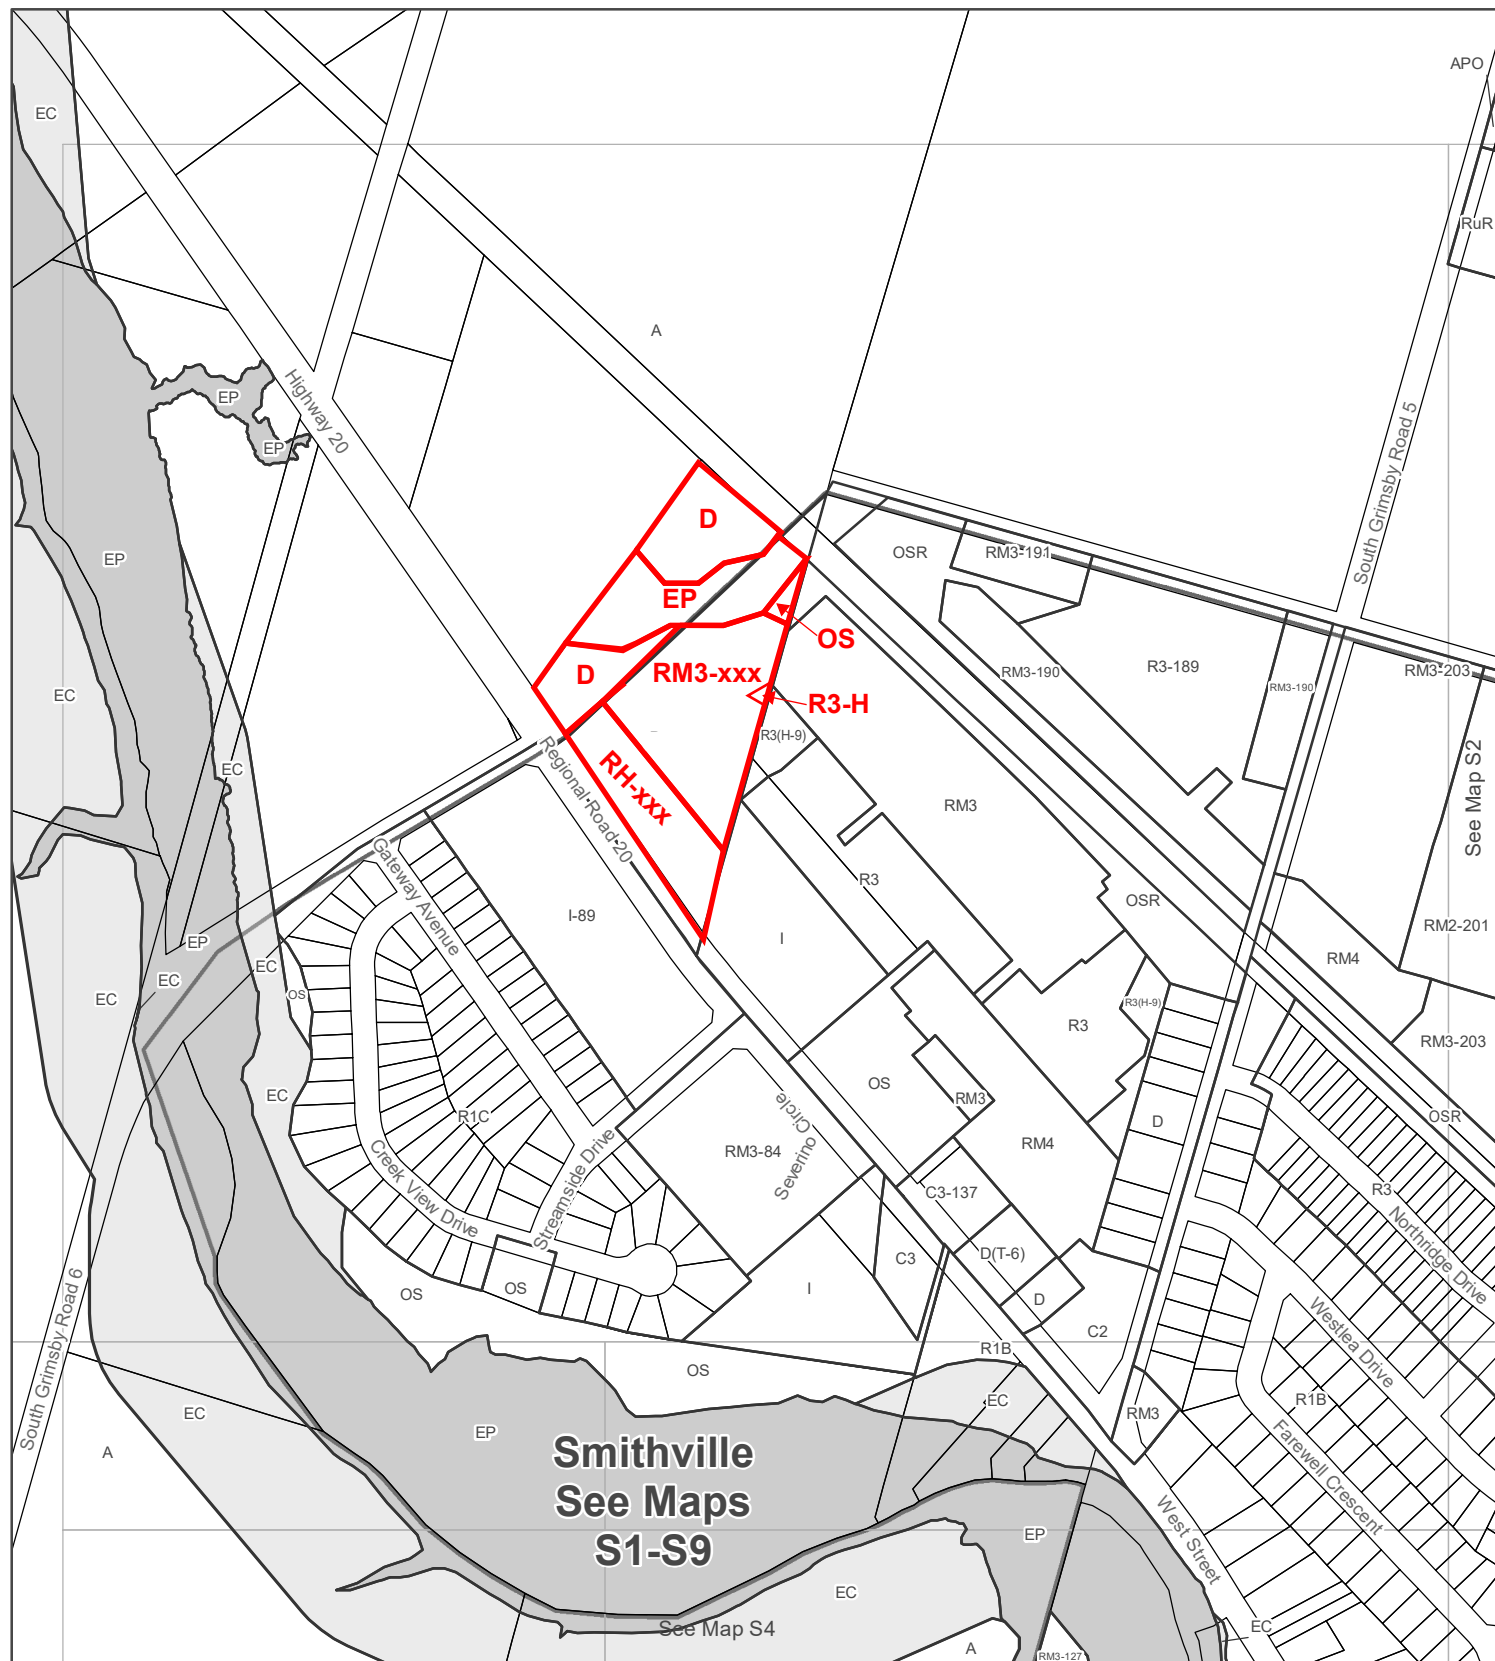 APO
EC
RuR
A
EP
Highway 20
EP
South Grimsby Road 5
D
OSR
RM3-191
EP
EP
OS
R3-189
RM3-xxx
RM3-190
RM3-203
D
RM3-190
EC
R3-H
R3(H-9)
See Map S2
EC
Regional Road 20
RH-xxx
RM3
Gateway Avenue
R3
OSR
I-89
RM2-201
I
EP
RM4
EC
EC
OS
EC
R3(H-9)
R3
RM3-203
OS
EC
RM3
Severino Circle
OSR
R1C
D
RM4
Creek View Drive
Streamside Drive
RM3-84
R3
C3-137
Northridge Drive
D(T-6)
C3
South Grimsby Road 6
OS
OS
I
D
Westlea Drive
C2
R1B
OS
EC
R1B
EC
RM3
EP
A
Smithville
See Maps
S1-S9
Farewell Crescent
EP
West Street
EC
See Map S4
EC
A
RM3-127